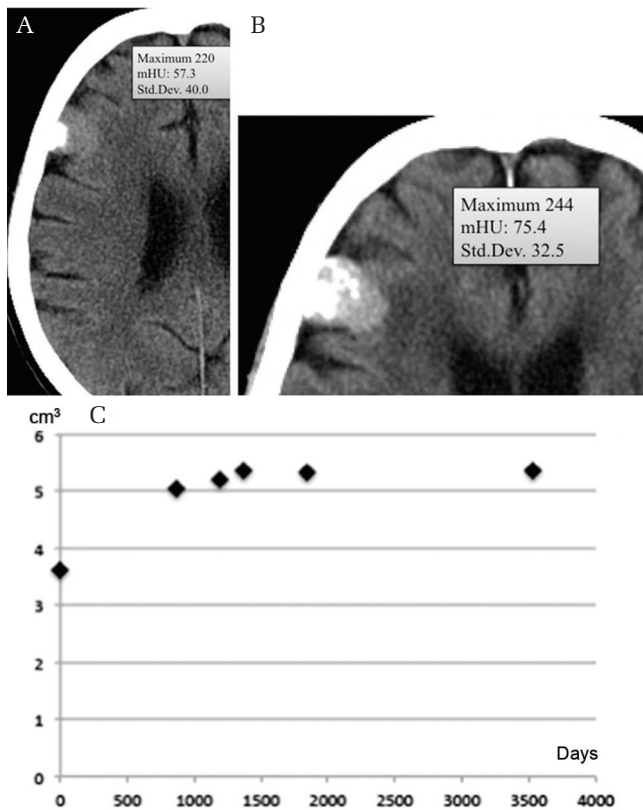 A
Maximum 220
mHU: 57.3
Std.Dev. 40.0
B
Maximum 244
mHU: 75.4
Std.Dev. 32.5
cm³ C
6
5
4
3
2
1
0
Days
0 500 1000 1500 2000 2500 3000 3500 4000